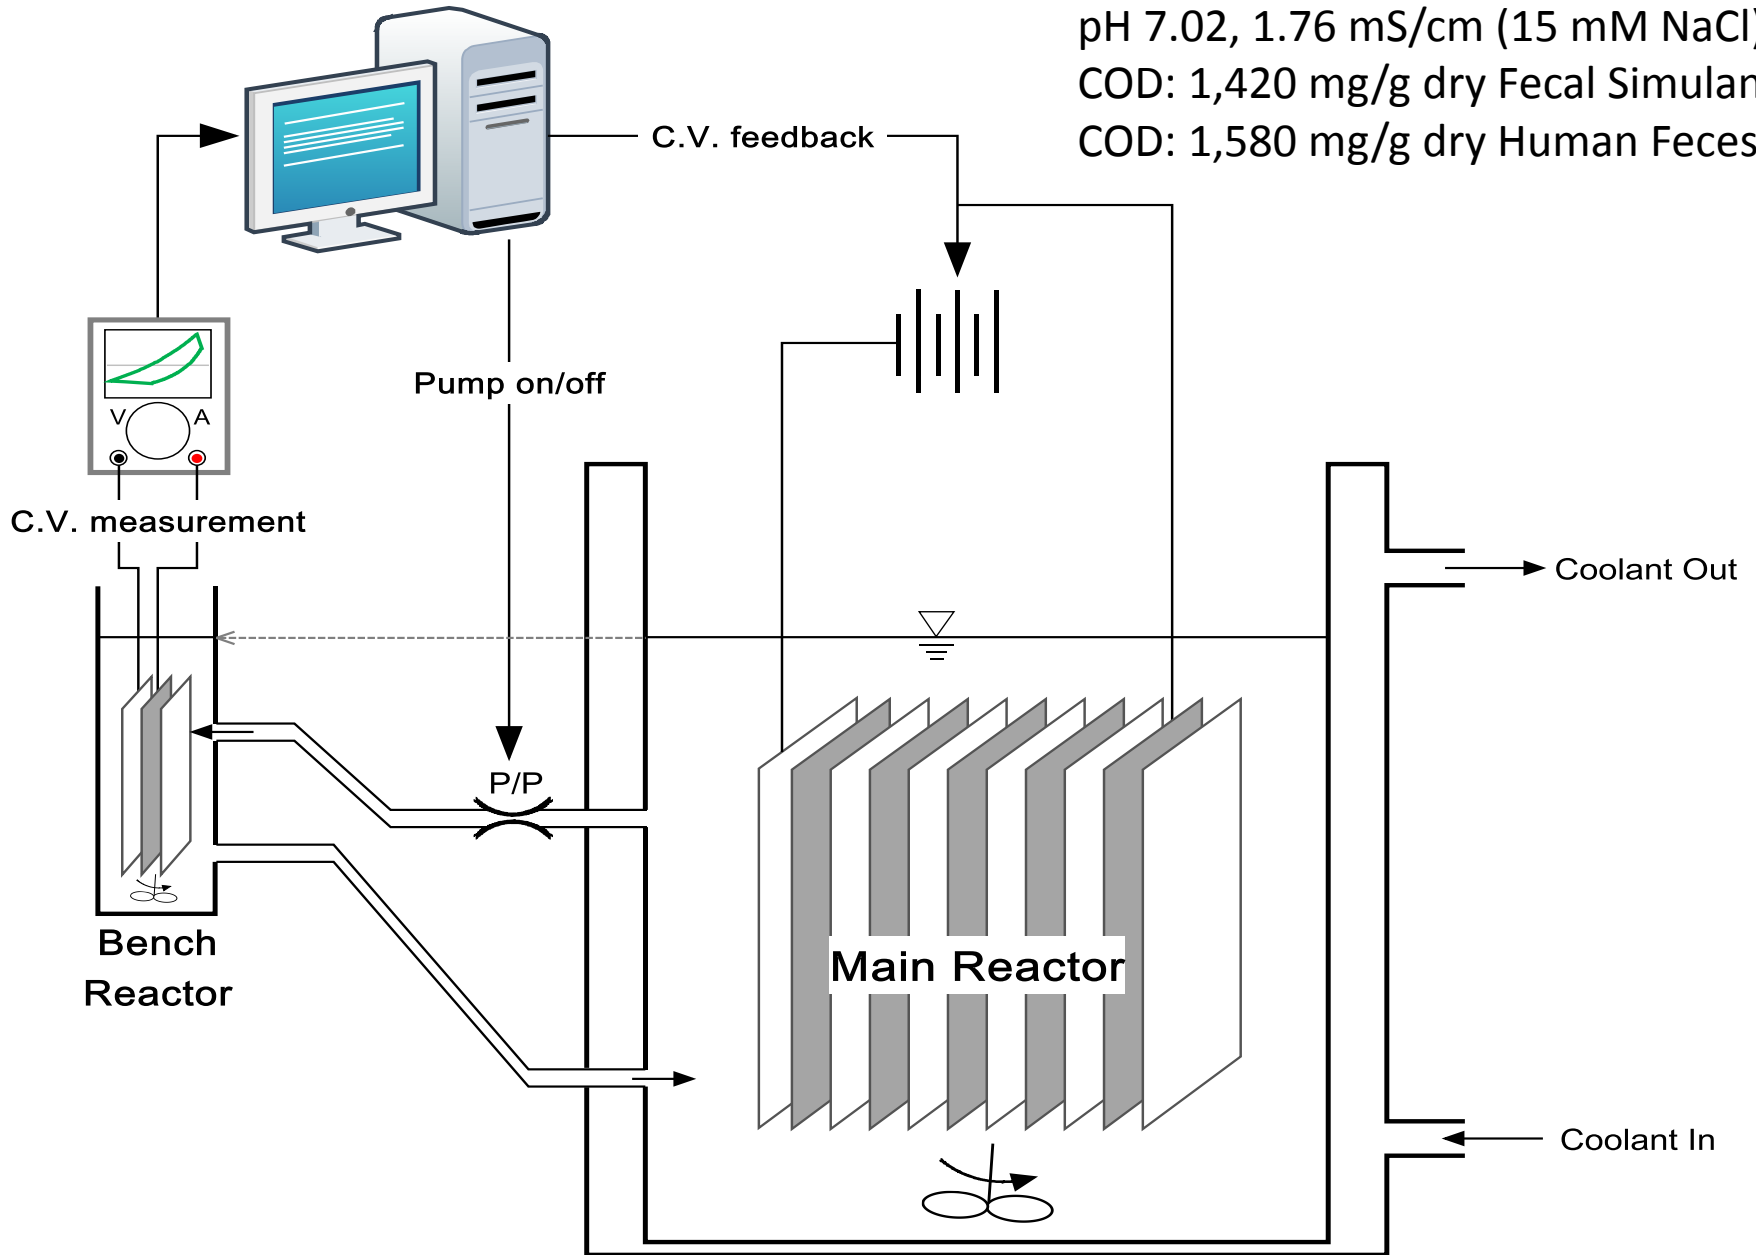 pH 7.02, 1.76 mS/cm (15 mM NaCl)
COD: 1,420 mg/g dry Fecal Simulan
COD: 1,580 mg/g dry Human Feces
C.V. feedback
Pump on/off
V A
C.V. measurement
Coolant Out
P/P
Bench
Reactor
Main Reactor
Coolant In